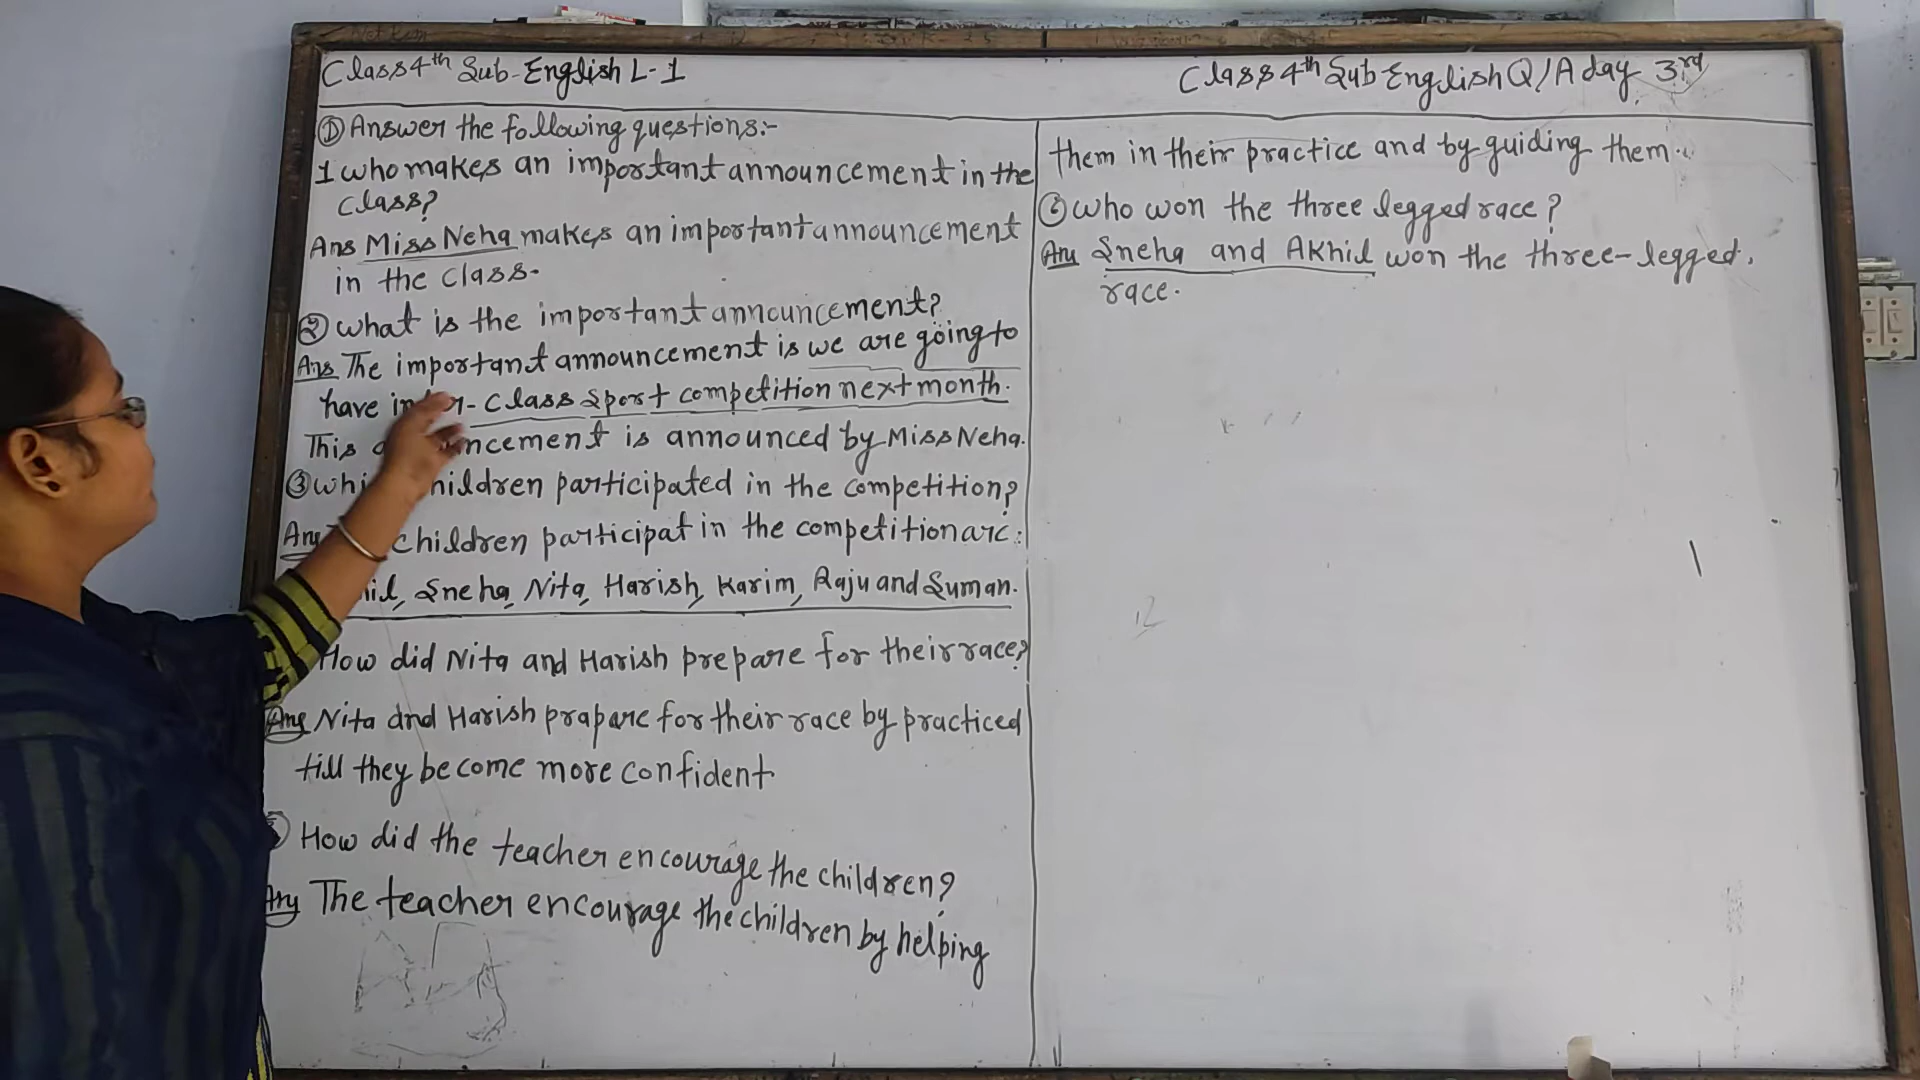 Class 4th Sub-English L-1
① Answer the following questions:-
1 who makes an important announcement in the
class?
Ans Miss Neha makes an important announcement
in the class.
② what is the important announcement?
Ans The important announcement is we are going to
have in r-class sport competition next month.
This a ncement is announced by Miss Neha.
③ whi hildren participated in the competition?
Ans children participat in the competition are:
il, Sneha, Nita, Harish, Karim, Raju and Suman.
How did Nita and Harish prepare for their race?
Ans Nita and Harish prapare for their race by practiced
till they become more confident
How did the teacher encourage the children?
Ans The teacher encourage the children by helping
Class 4th Sub English Q/A day 3rd
them in their practice and by guiding them.
⑥ who won the three legged race?
Ans Sneha and Akhil won the three-legged.
race.